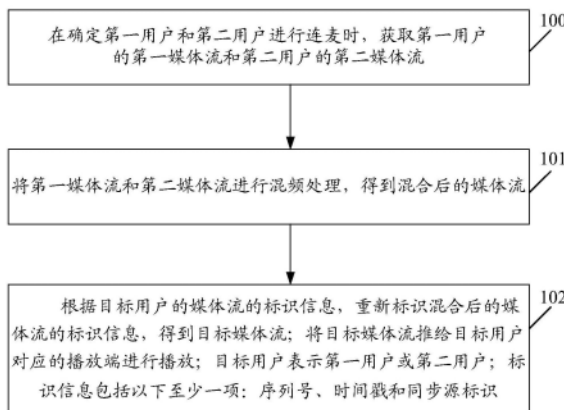 100
在确定第一用户和第二用户进行连麦时，获取第一用户
的第一媒体流和第二用户的第二媒体流
101
将第一媒体流和第二媒体流进行混频处理，得到混合后的媒体流
102
根据目标用户的媒体流的标识信息，重新标识混合后的媒
体流的标识信息，得到目标媒体流；将目标媒体流推给目标用户
对应的播放端进行播放；目标用户表示第一用户或第二用户；标
识信息包括以下至少一项：序列号、时间戳和同步源标识